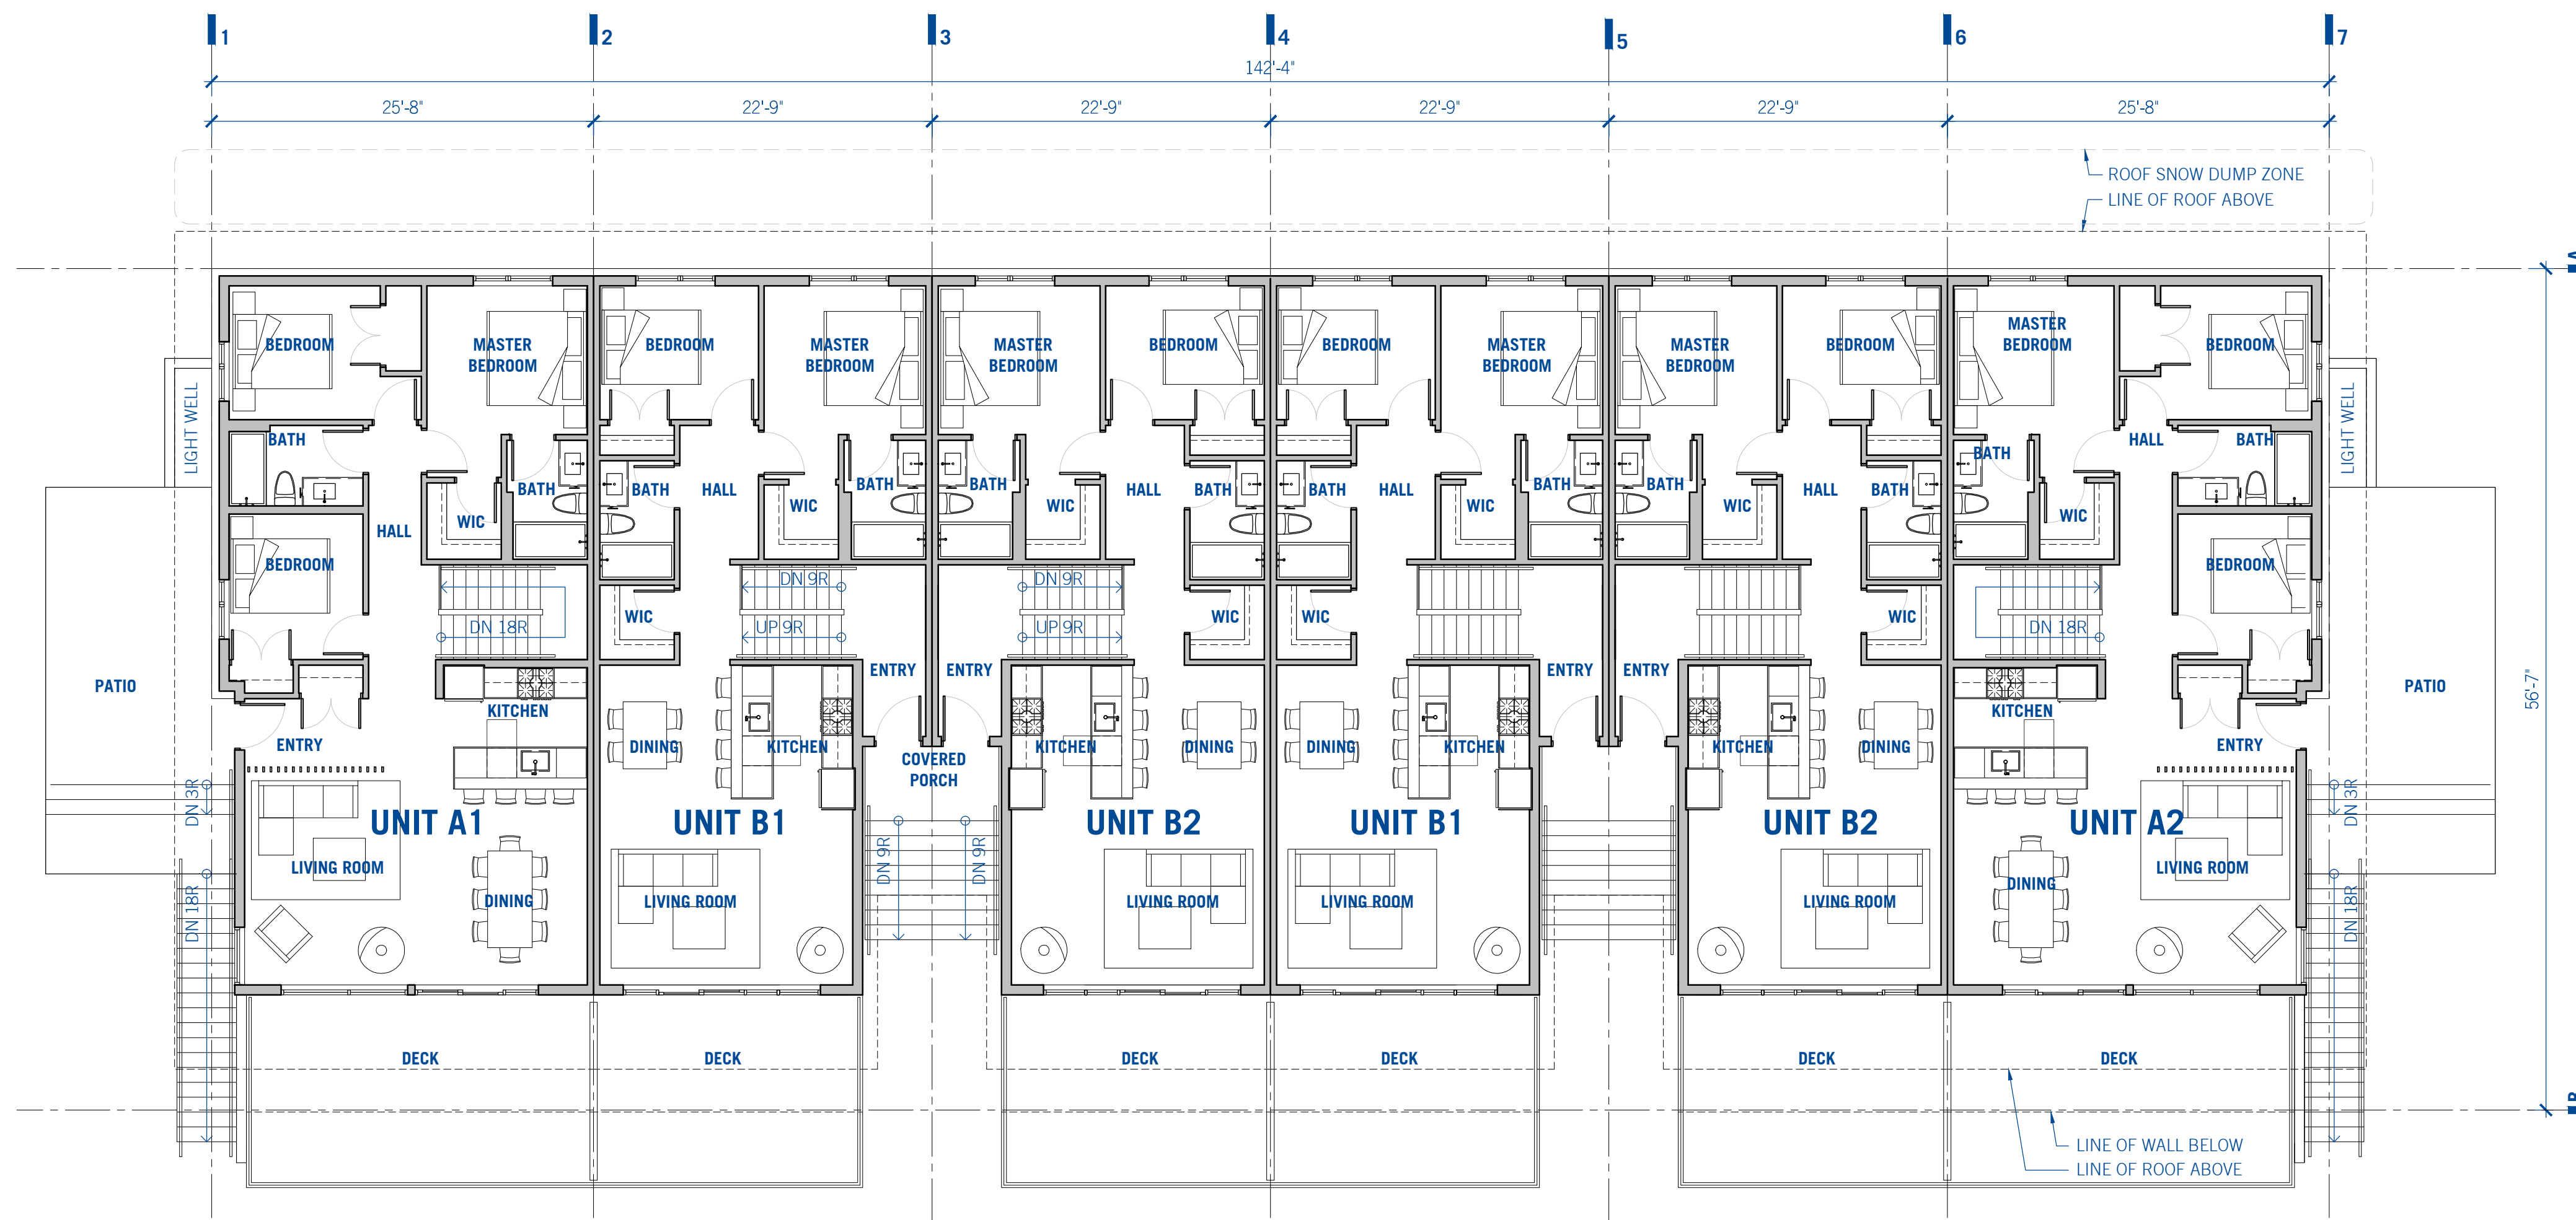 1
2
3
4
5
6
7
142'-4"
25'-8"
22'-9"
22'-9"
22'-9"
22'-9"
25'-8"
ROOF SNOW DUMP ZONE
LINE OF ROOF ABOVE
A
BEDROOM
MASTER
BEDROOM
BEDROOM
MASTER
BEDROOM
MASTER
BEDROOM
BEDROOM
BEDROOM
MASTER
BEDROOM
MASTER
BEDROOM
BEDROOM
MASTER
BEDROOM
BEDROOM
LIGHT WELL
BATH
BATH
WIC
HALL
BATH
HALL
WIC
BATH
BATH
WIC
HALL
BATH
BATH
HALL
WIC
BATH
BATH
WIC
HALL
BATH
BATH
WIC
HALL
BATH
LIGHT WELL
BEDROOM
BEDROOM
DN 18R
WIC
DN 9R
UP 9R
DN 9R
UP 9R
WIC
WIC
WIC
DN 18R
PATIO
ENTRY
ENTRY
ENTRY
ENTRY
PATIO
56'-7"
KITCHEN
ENTRY
DINING
KITCHEN
COVERED
PORCH
KITCHEN
DINING
DINING
KITCHEN
KITCHEN
DINING
KITCHEN
ENTRY
DN 3R
DN 3R
UNIT A1
UNIT B1
UNIT B2
UNIT B1
UNIT B2
UNIT A2
LIVING ROOM
DN 9R
DN 9R
LIVING ROOM
DN 18R
DINING
LIVING ROOM
LIVING ROOM
LIVING ROOM
LIVING ROOM
DINING
DN 18R
DECK
DECK
DECK
DECK
DECK
DECK
B
LINE OF WALL BELOW
LINE OF ROOF ABOVE